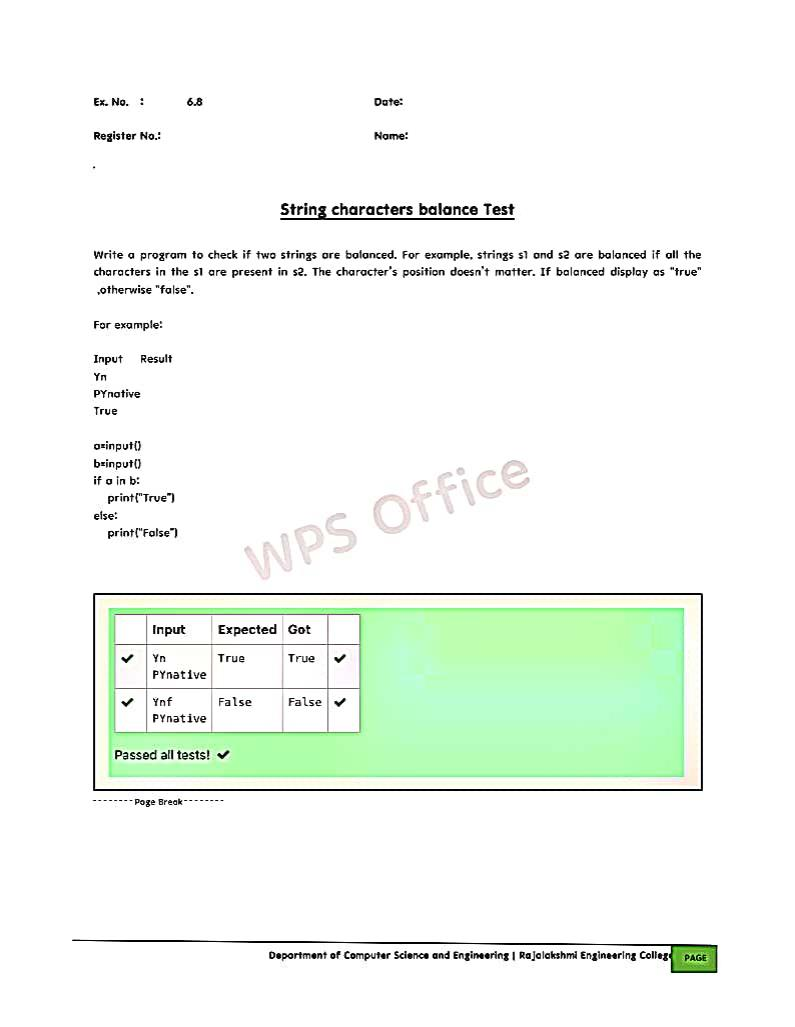 Ex. No. : 6.8 Date:
Register No.: Name:
.
String characters balance Test
Write a program to check if two strings are balanced. For example, strings s1 and s2 are balanced if all the
characters in the s1 are present in s2. The character's position doesn't matter. If balanced display as "true"
,otherwise "false".
For example:
Input Result
Yn
PYnative
True
a=input()
b=input()
if a in b:
print("True")
else:
print("False")
WPS Office
Input Expected Got
✔ Yn True True ✔
PYnative
✔ Ynf False False ✔
PYnative
Passed all tests! ✔
--------Page Break--------
Department of Computer Science and Engineering | Rajalakshmi Engineering College
PAGE